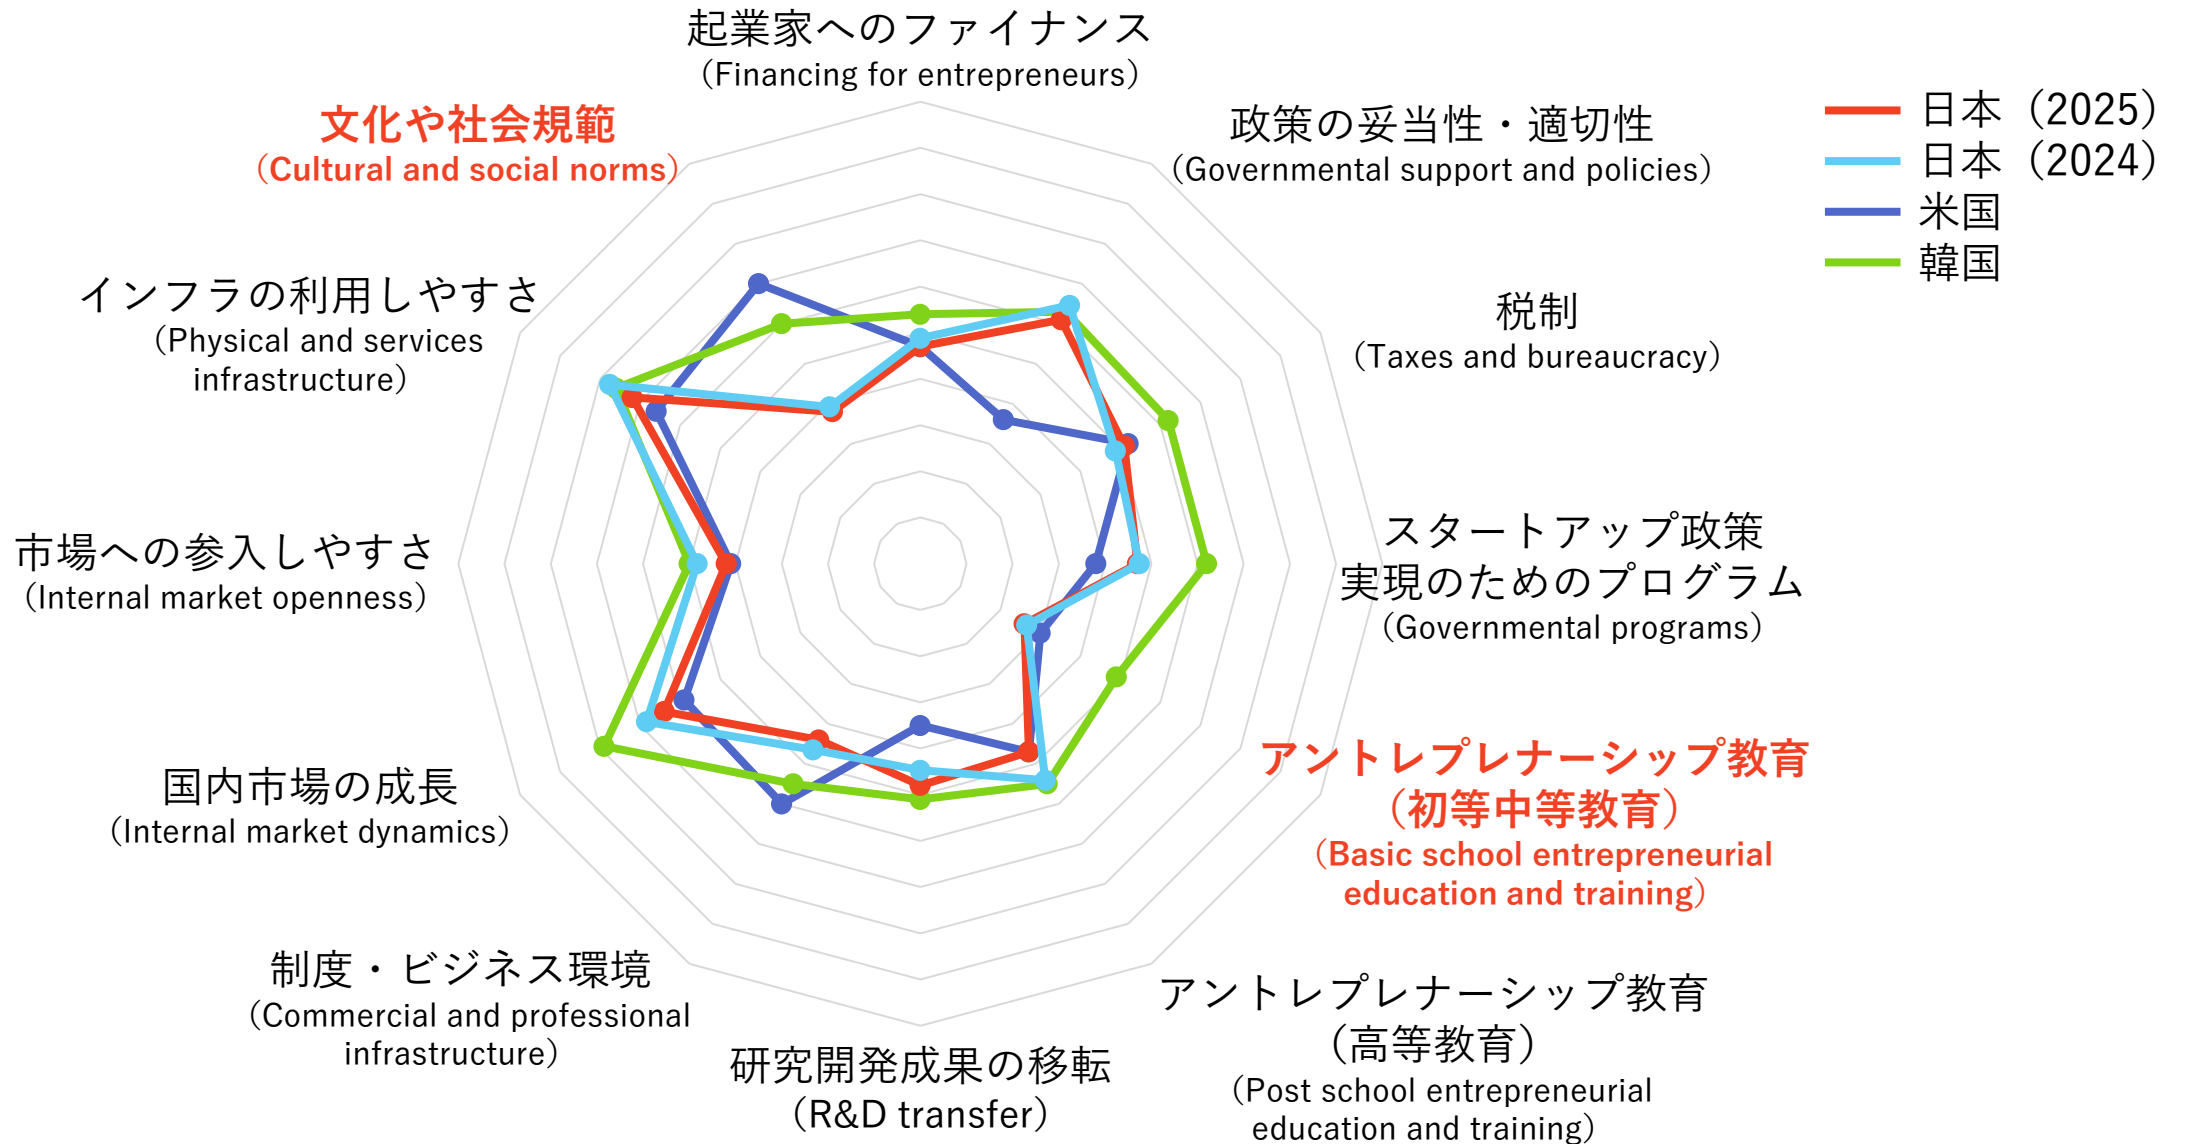 起業家へのファイナンス
（Financing for entrepreneurs）
政策の妥当性・適切性
（Governmental support and policies）
税制
（Taxes and bureaucracy）
スタートアップ政策
実現のためのプログラム
（Governmental programs）
アントレプレナーシップ教育
（初等中等教育）
（Basic school entrepreneurial
education and training）
アントレプレナーシップ教育
（高等教育）
（Post school entrepreneurial
education and training）
研究開発成果の移転
（R&D transfer）
制度・ビジネス環境
（Commercial and professional
infrastructure）
国内市場の成長
（Internal market dynamics）
市場への参入しやすさ
（Internal market openness）
インフラの利用しやすさ
（Physical and services
infrastructure）
文化や社会規範
（Cultural and social norms）
日本（2025）
日本（2024）
米国
韓国